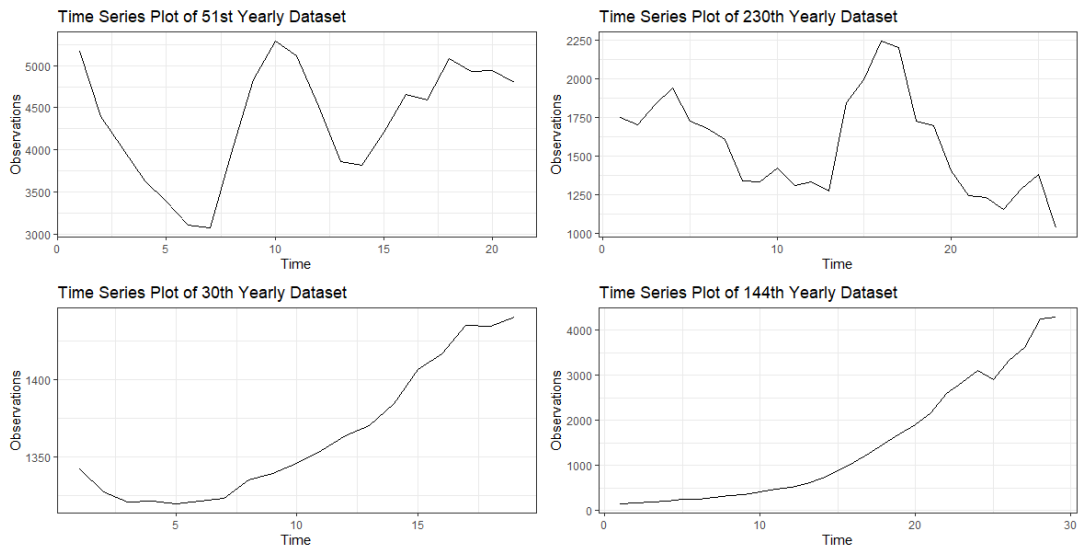 Time Series Plot of 51st Yearly Dataset
Observations
5000
4500
4000
3500
3000
0 5 10 15 20
Time
Time Series Plot of 230th Yearly Dataset
Observations
2250
2000
1750
1500
1250
1000
0 10 20
Time
Time Series Plot of 30th Yearly Dataset
Observations
1400
1350
5 10 15
Time
Time Series Plot of 144th Yearly Dataset
Observations
4000
3000
2000
1000
0
0 10 20 30
Time